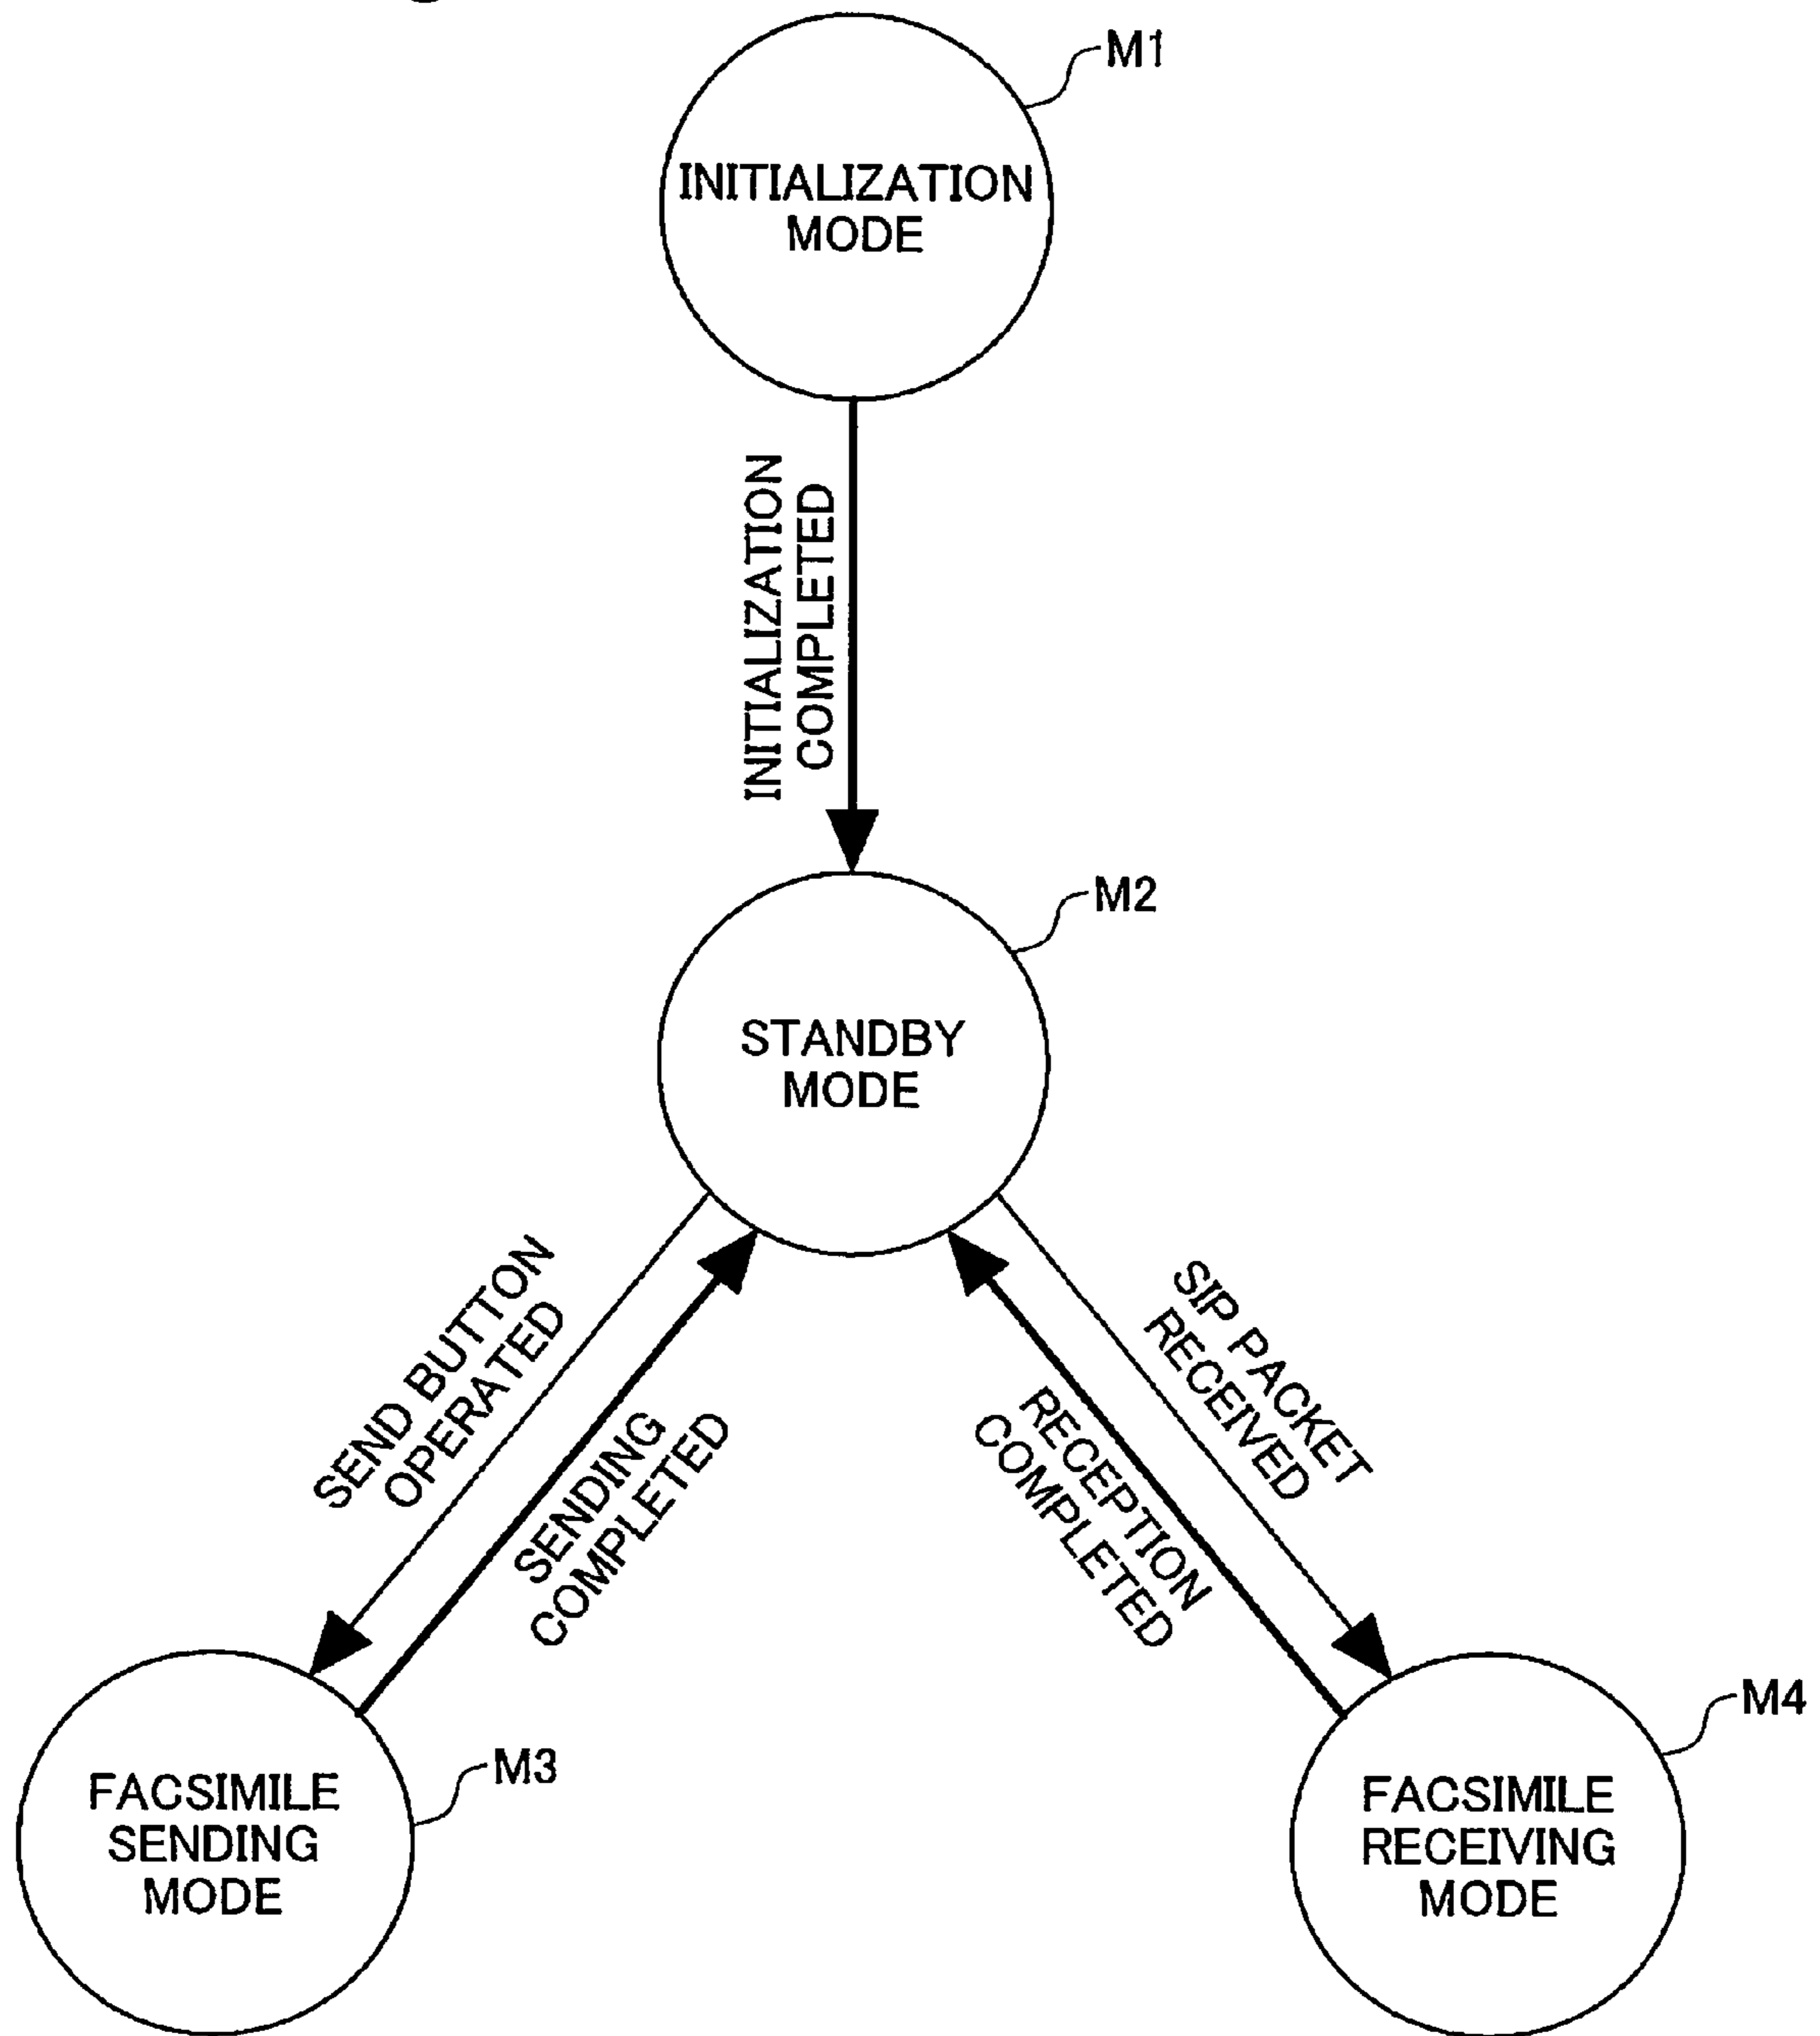 M1
INITIALIZATION
MODE
INITIALIZATION
COMPLETED
M2
STANDBY
MODE
SEND BUTTON
OPERATED
SENDING
COMPLETED
RECEPTION
COMPLETED
SIP PACKET
RECEIVED
M3
FACSIMILE
SENDING
MODE
M4
FACSIMILE
RECEIVING
MODE